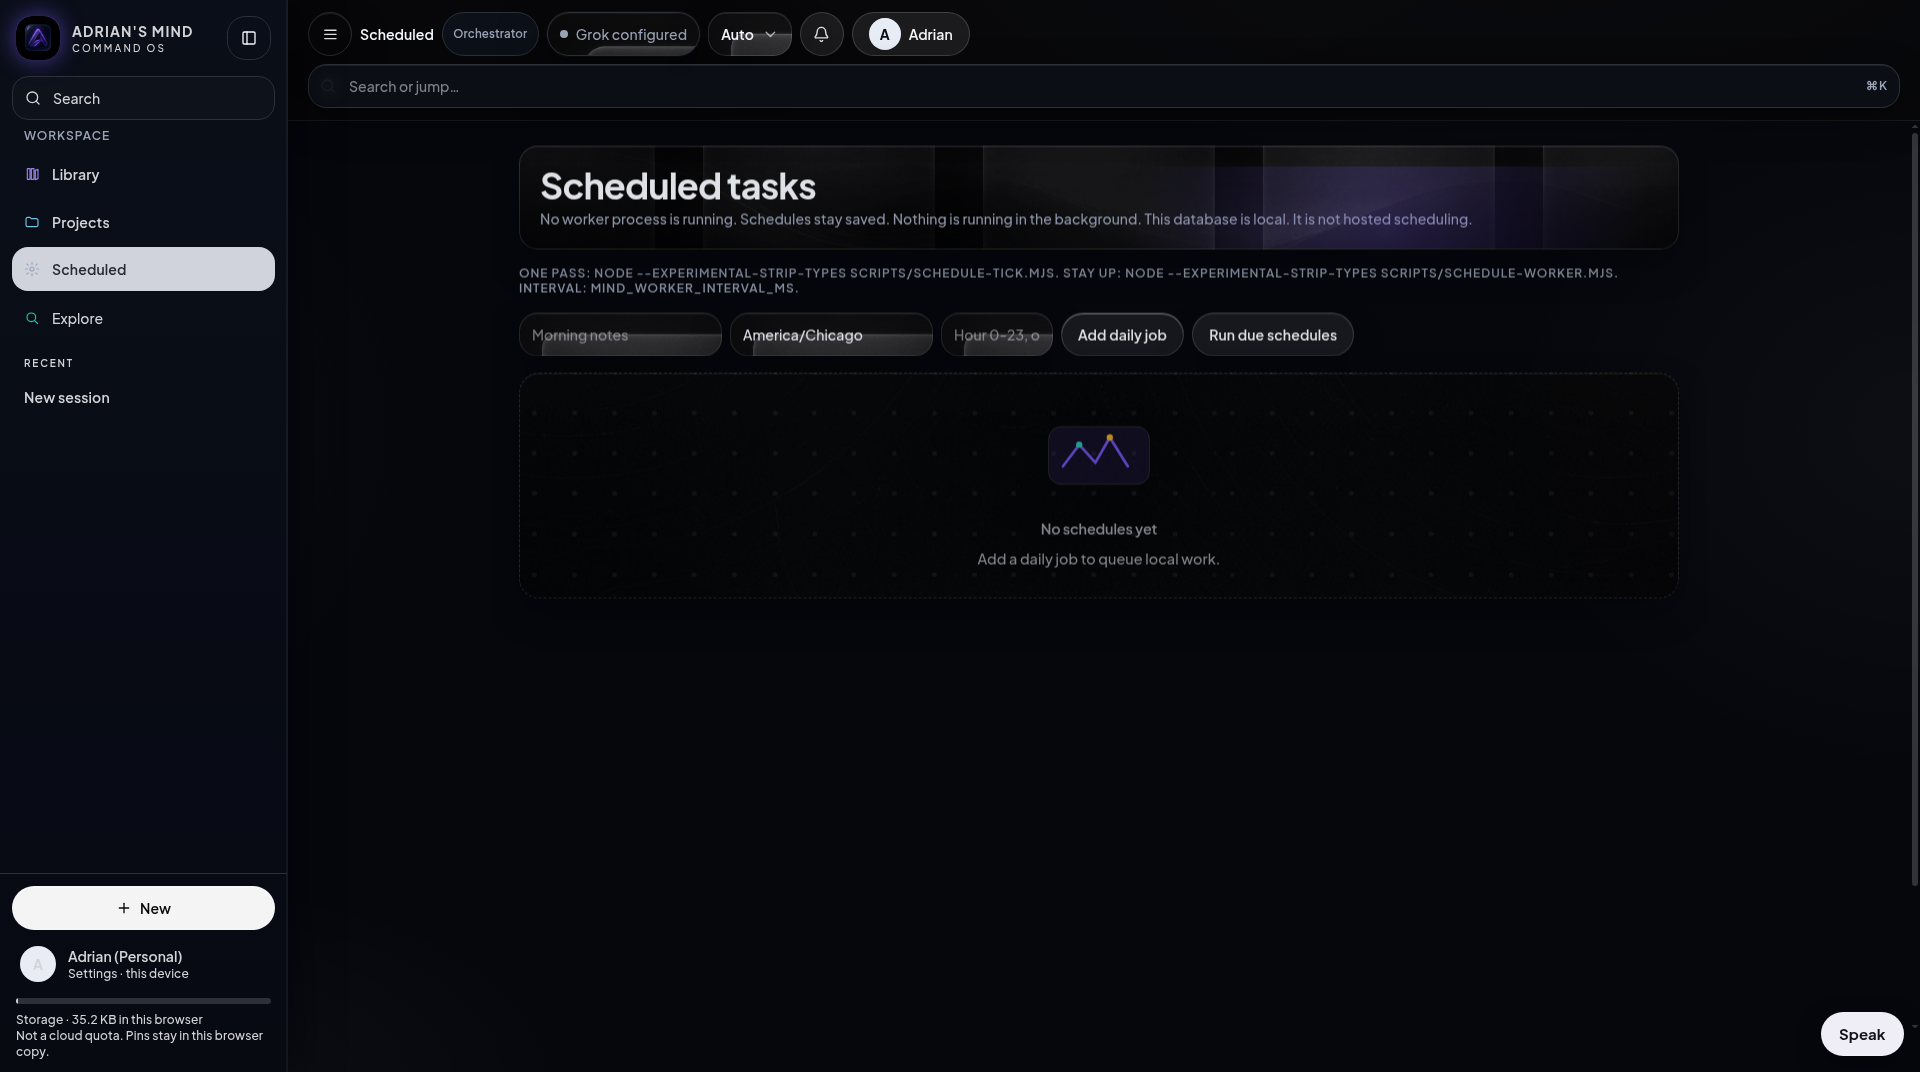 ADRIAN'S MIND
COMMAND OS
Search
WORKSPACE
Library
Projects
Scheduled
Explore
RECENT
New session
New
A
Adrian (Personal)
Settings · this device
Storage · 35.2 KB in this browser
Not a cloud quota. Pins stay in this browser
copy.
Scheduled
Orchestrator
Grok configured
Auto
A
Adrian
Search or jump…
⌘K
Scheduled tasks
No worker process is running. Schedules stay saved. Nothing is running in the background. This database is local. It is not hosted scheduling.
ONE PASS: NODE --EXPERIMENTAL-STRIP-TYPES SCRIPTS/SCHEDULE-TICK.MJS. STAY UP: NODE --EXPERIMENTAL-STRIP-TYPES SCRIPTS/SCHEDULE-WORKER.MJS.
INTERVAL: MIND_WORKER_INTERVAL_MS.
Morning notes
America/Chicago
Hour 0–23, o
Add daily job
Run due schedules
No schedules yet
Add a daily job to queue local work.
Speak